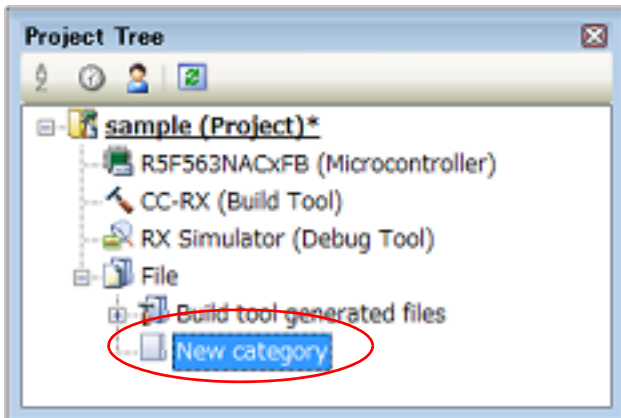 Project Tree
sample (Project)*
R5F563NACxFB (Microcontroller)
CC-RX (Build Tool)
RX Simulator (Debug Tool)
File
Build tool generated files
New category